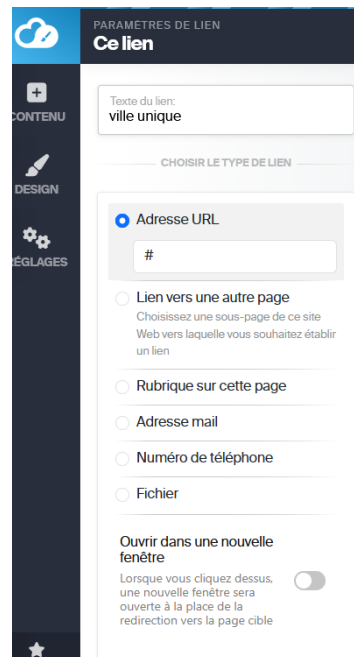 PARAMÈTRES DE LIEN
Ce lien
CONTENU
DESIGN
RÉGLAGES
Texte du lien:
ville unique
CHOISIR LE TYPE DE LIEN
Adresse URL
#
Lien vers une autre page
Choisissez une sous-page de ce site
Web vers laquelle vous souhaitez établir
un lien
Rubrique sur cette page
Adresse mail
Numéro de téléphone
Fichier
Ouvrir dans une nouvelle
fenêtre
Lorsque vous cliquez dessus,
une nouvelle fenêtre sera
ouverte à la place de la
redirection vers la page cible